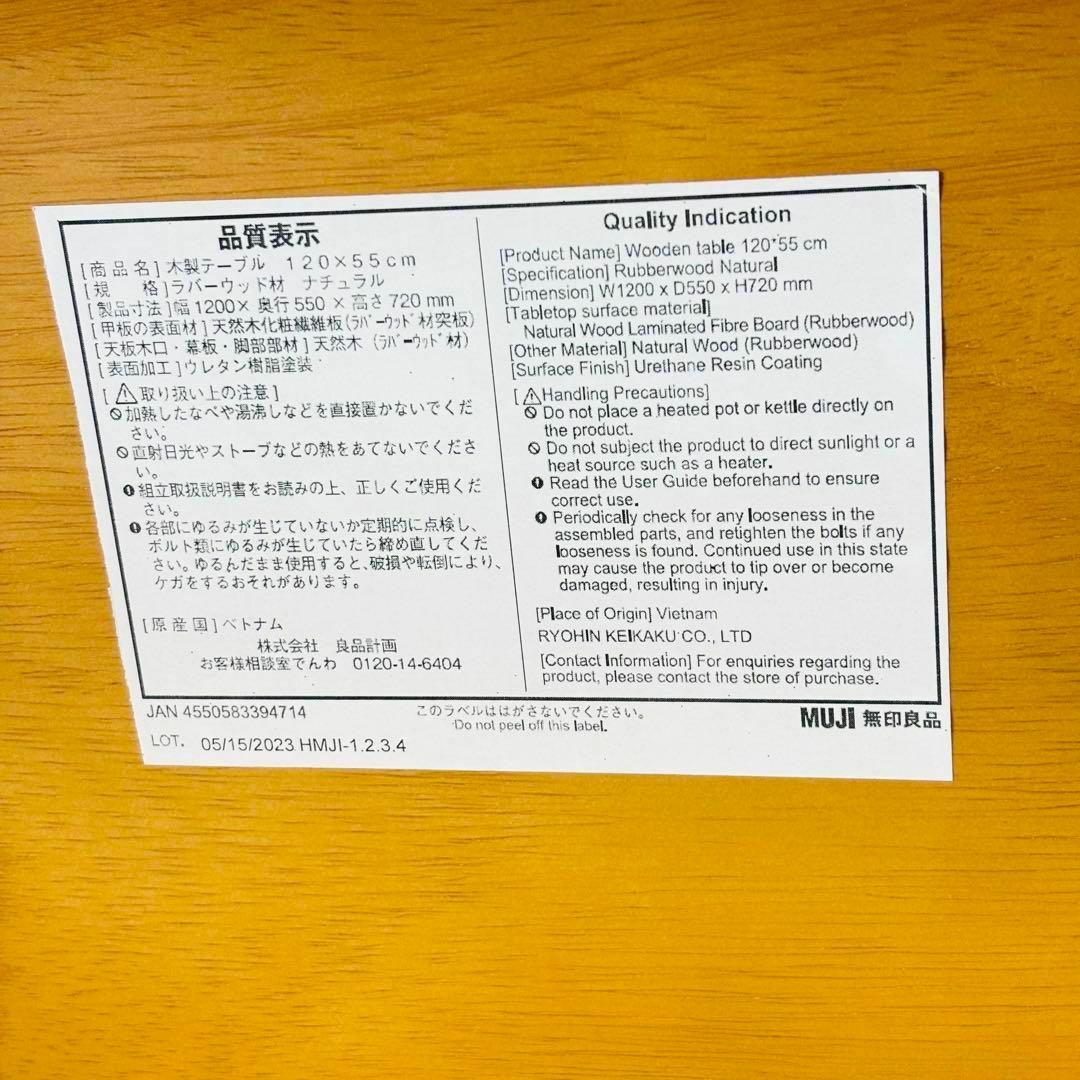 品質表示
[商品名]木製テーブル 120×55cm
[規 格]ラバーウッド材 ナチュラル
[製品寸法]幅1200×奥行550×高さ720mm
[甲板の表面材]天然木化粧繊維板(ﾗﾊﾞｰｳｯﾄﾞ材突板)
[天板木口・幕板・脚部部材]天然木(ﾗﾊﾞｰｳｯﾄﾞ材)
[表面加工]ウレタン樹脂塗装
[⚠取り扱い上の注意]
🛇加熱したなべや湯沸しなどを直接置かないでくだ
さい。
🛇直射日光やストーブなどの熱をあてないでくださ
い。
❶組立取扱説明書をお読みの上、正しくご使用くだ
さい。
❶各部にゆるみが生じていないか定期的に点検し、
ボルト類にゆるみが生じていたら締め直してくだ
さい。ゆるんだまま使用すると、破損や転倒により、
ケガをするおそれがあります。
[原産国]ベトナム
株式会社 良品計画
お客様相談室でんわ 0120-14-6404
Quality Indication
[Product Name] Wooden table 120*55 cm
[Specification] Rubberwood Natural
[Dimension] W1200 x D550 x H720 mm
[Tabletop surface material]
Natural Wood Laminated Fibre Board (Rubberwood)
[Other Material] Natural Wood (Rubberwood)
[Surface Finish] Urethane Resin Coating
[⚠Handling Precautions]
🛇 Do not place a heated pot or kettle directly on
the product.
🛇 Do not subject the product to direct sunlight or a
heat source such as a heater.
❶ Read the User Guide beforehand to ensure
correct use.
❶ Periodically check for any looseness in the
assembled parts, and retighten the bolts if any
looseness is found. Continued use in this state
may cause the product to tip over or become
damaged, resulting in injury.
[Place of Origin] Vietnam
RYOHIN KEIKAKU CO., LTD
[Contact Information] For enquiries regarding the
product, please contact the store of purchase.
JAN 4550583394714
このラベルははがさないでください。
Do not peel off this label.
MUJI 無印良品
LOT. 05/15/2023 HMJI-1.2.3.4